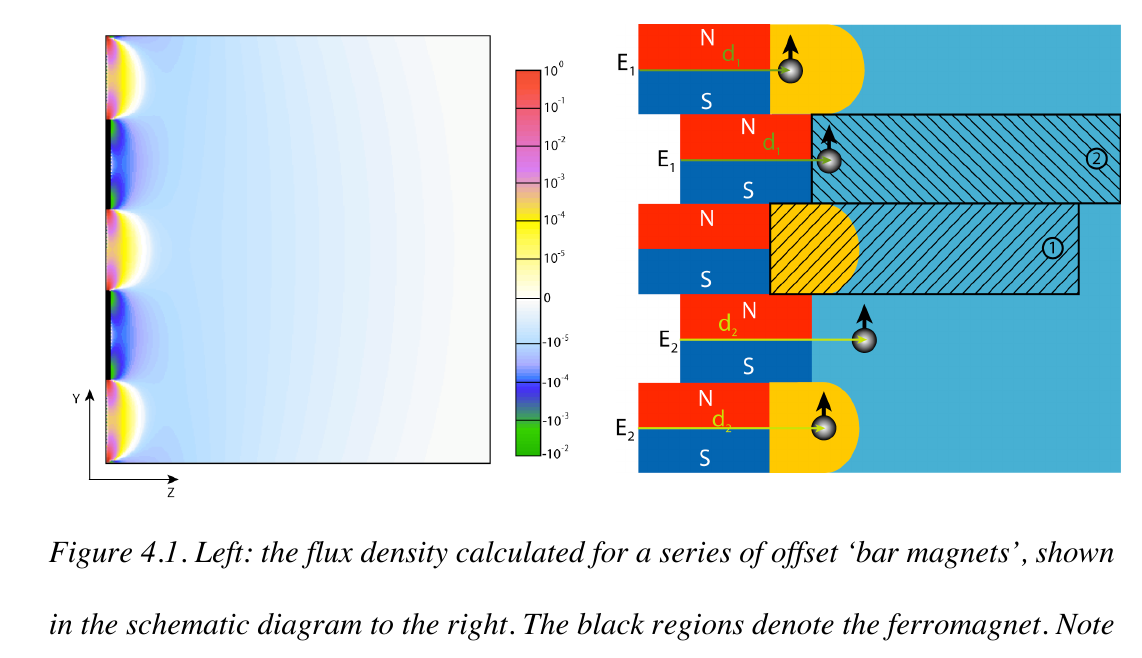 10⁰
10⁻¹
10⁻²
10⁻³
10⁻⁴
10⁻⁵
0
-10⁻⁵
-10⁻⁴
-10⁻³
-10⁻²
Y
Z
N
E₁ d₁
S
N
E₁ d₁ ②
S
N
①
S
N
E₂ d₂
S
N
E₂ d₂
S
Figure 4.1. Left: the flux density calculated for a series of offset ‘bar magnets’, shown
in the schematic diagram to the right. The black regions denote the ferromagnet. Note